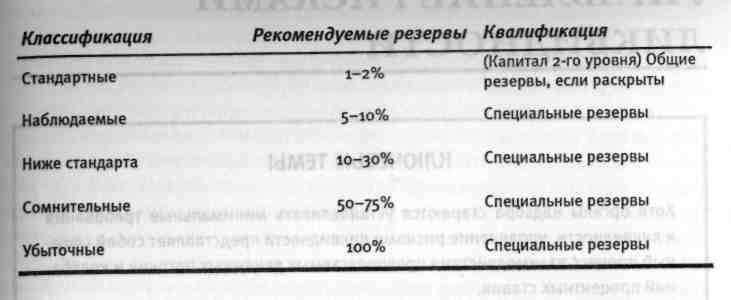 Классификация Рекомендуемые резервы Квалификация
Стандартные 1–2% (Капитал 2-го уровня) Общие
резервы, если раскрыты
Наблюдаемые 5–10% Специальные резервы
Ниже стандарта 10–30% Специальные резервы
Сомнительные 50–75% Специальные резервы
Убыточные 100% Специальные резервы